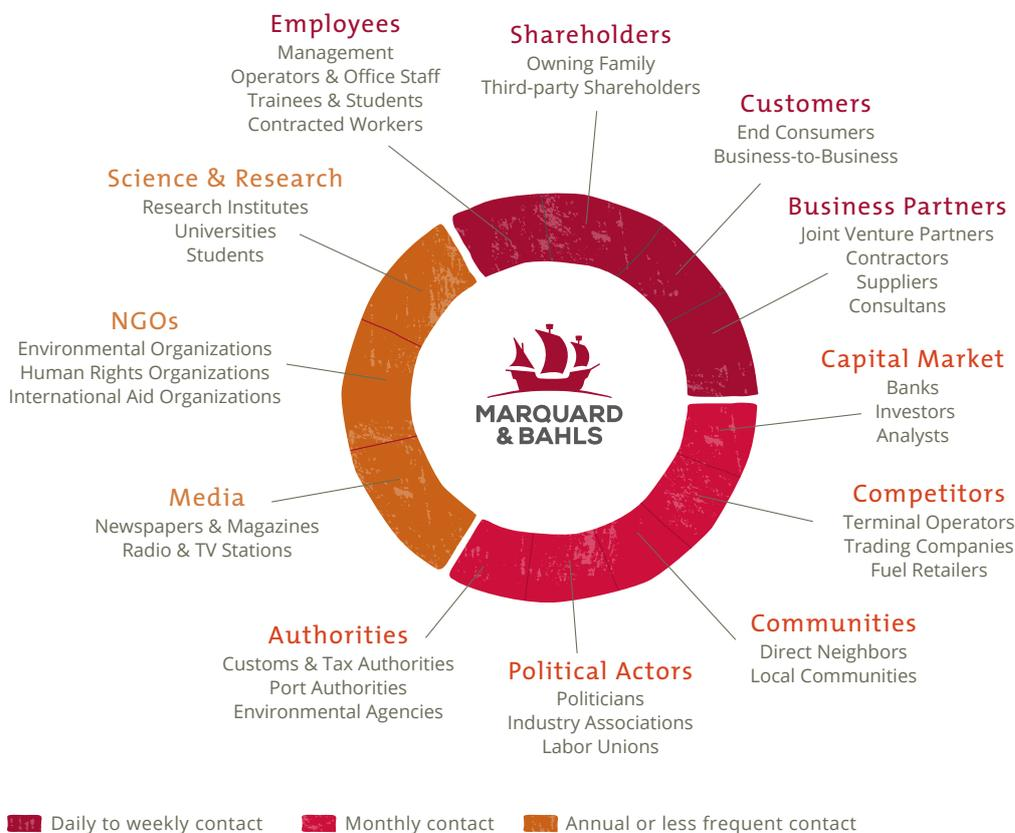 Employees
Management
Operators & Office Staff
Trainees & Students
Contracted Workers
Shareholders
Owning Family
Third-party Shareholders
Customers
End Consumers
Business-to-Business
Business Partners
Joint Venture Partners
Contractors
Suppliers
Consultans
Capital Market
Banks
Investors
Analysts
Competitors
Terminal Operators
Trading Companies
Fuel Retailers
Communities
Direct Neighbors
Local Communities
Political Actors
Politicians
Industry Associations
Labor Unions
Authorities
Customs & Tax Authorities
Port Authorities
Environmental Agencies
Media
Newspapers & Magazines
Radio & TV Stations
NGOs
Environmental Organizations
Human Rights Organizations
International Aid Organizations
Science & Research
Research Institutes
Universities
Students
MARQUARD
& BAHLS
Daily to weekly contact
Monthly contact
Annual or less frequent contact